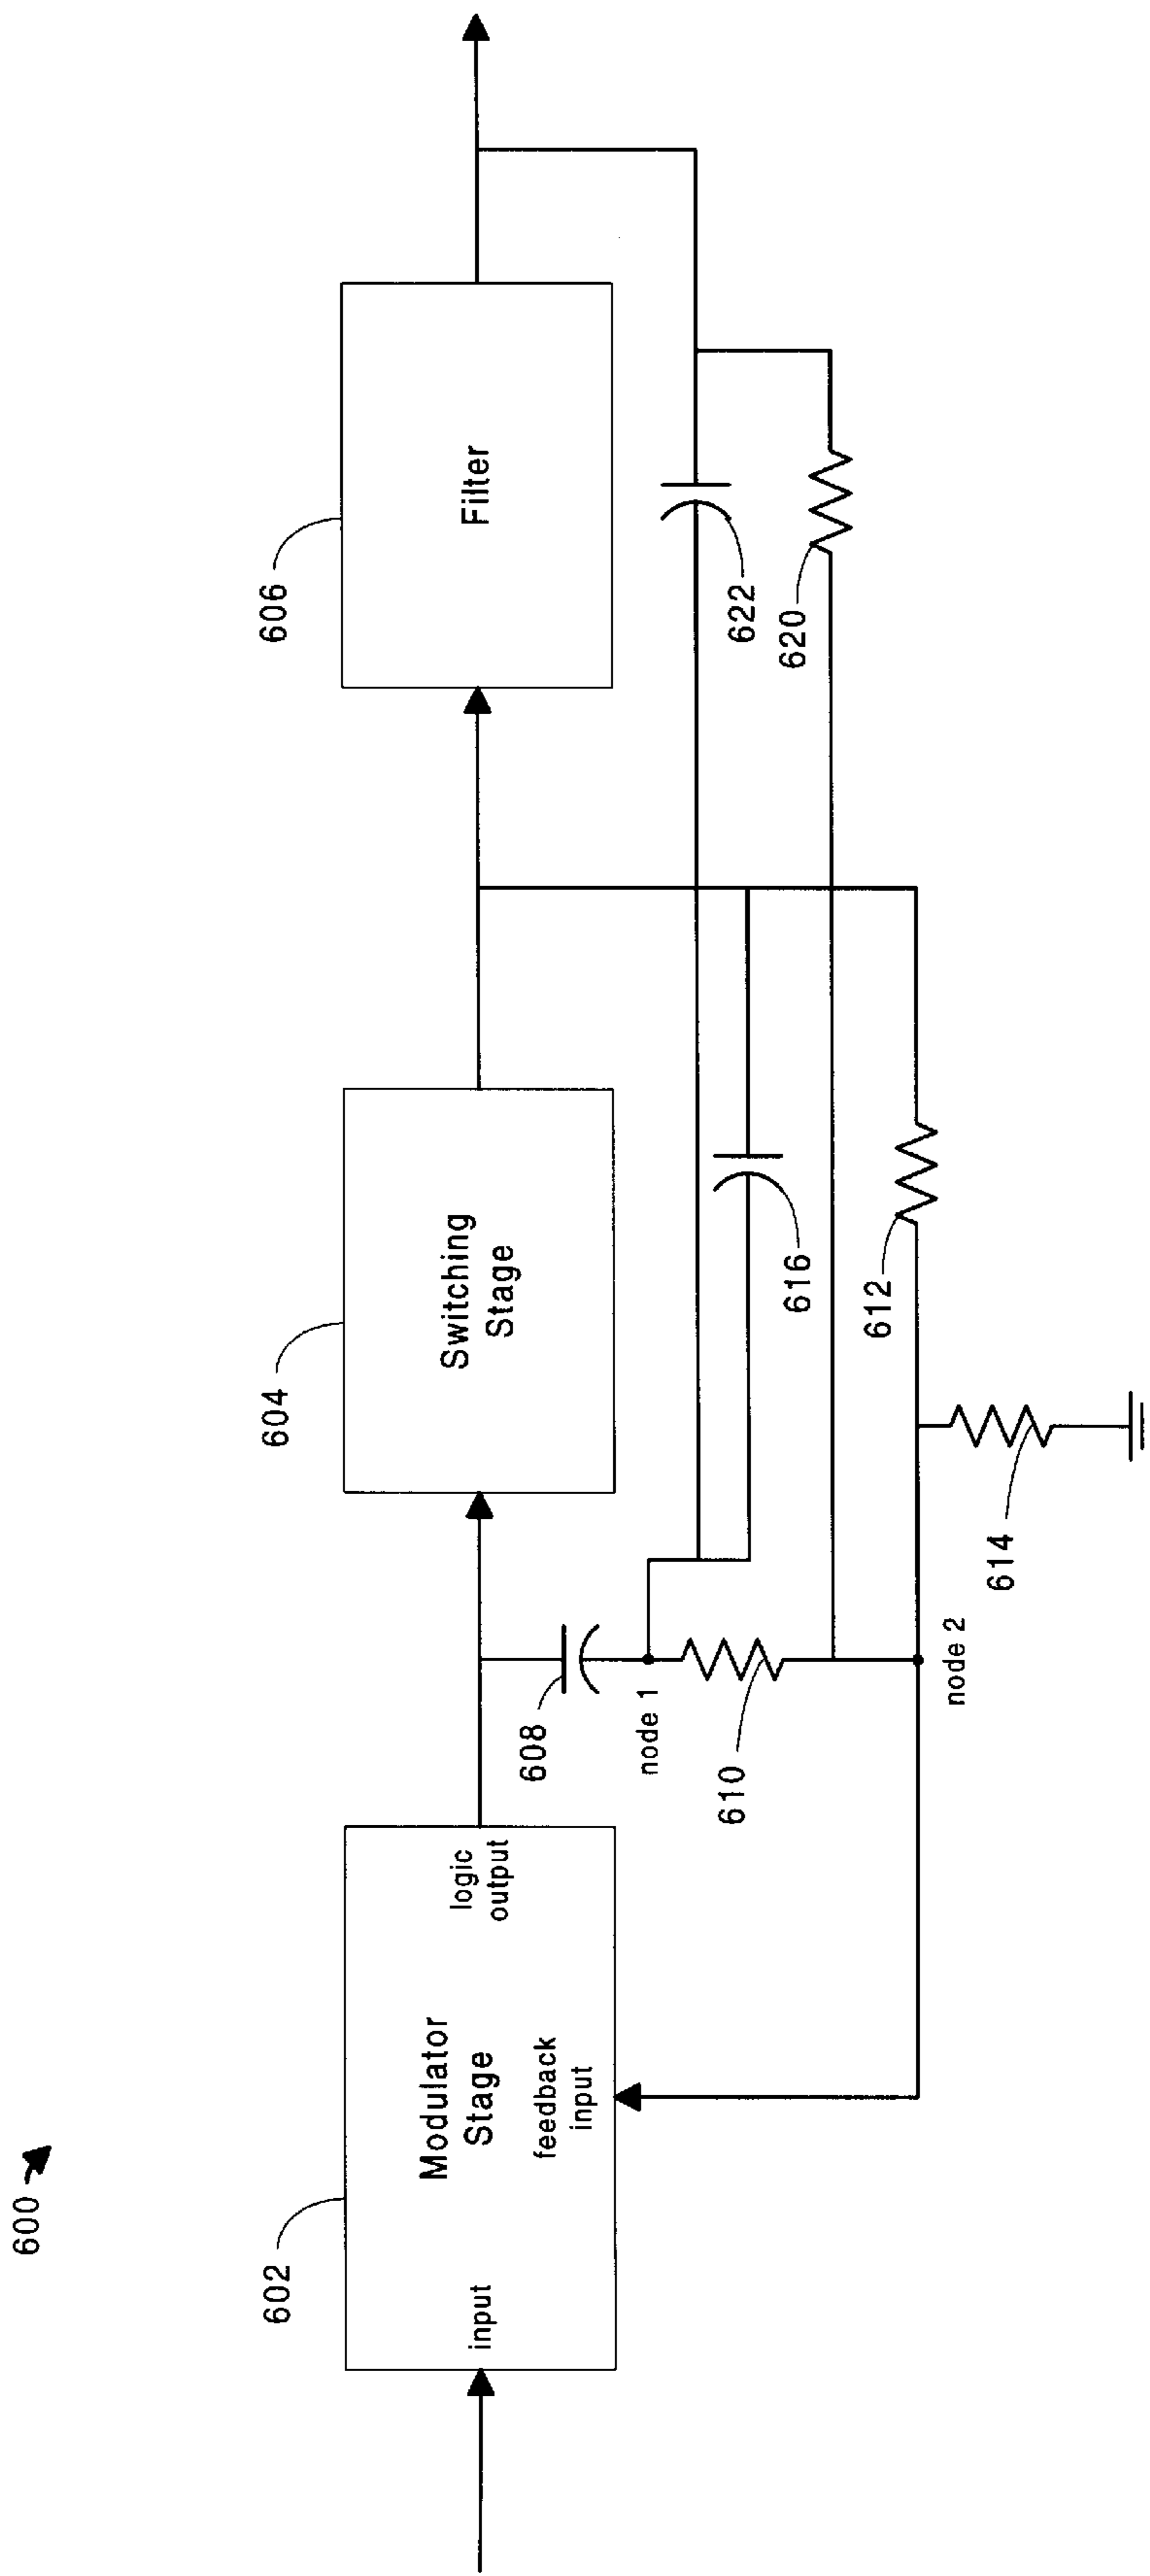 600
602
604
606
input
Modulator
Stage
feedback
input
logic
output
Switching
Stage
Filter
608
node 1
610
616
622
620
612
node 2
614